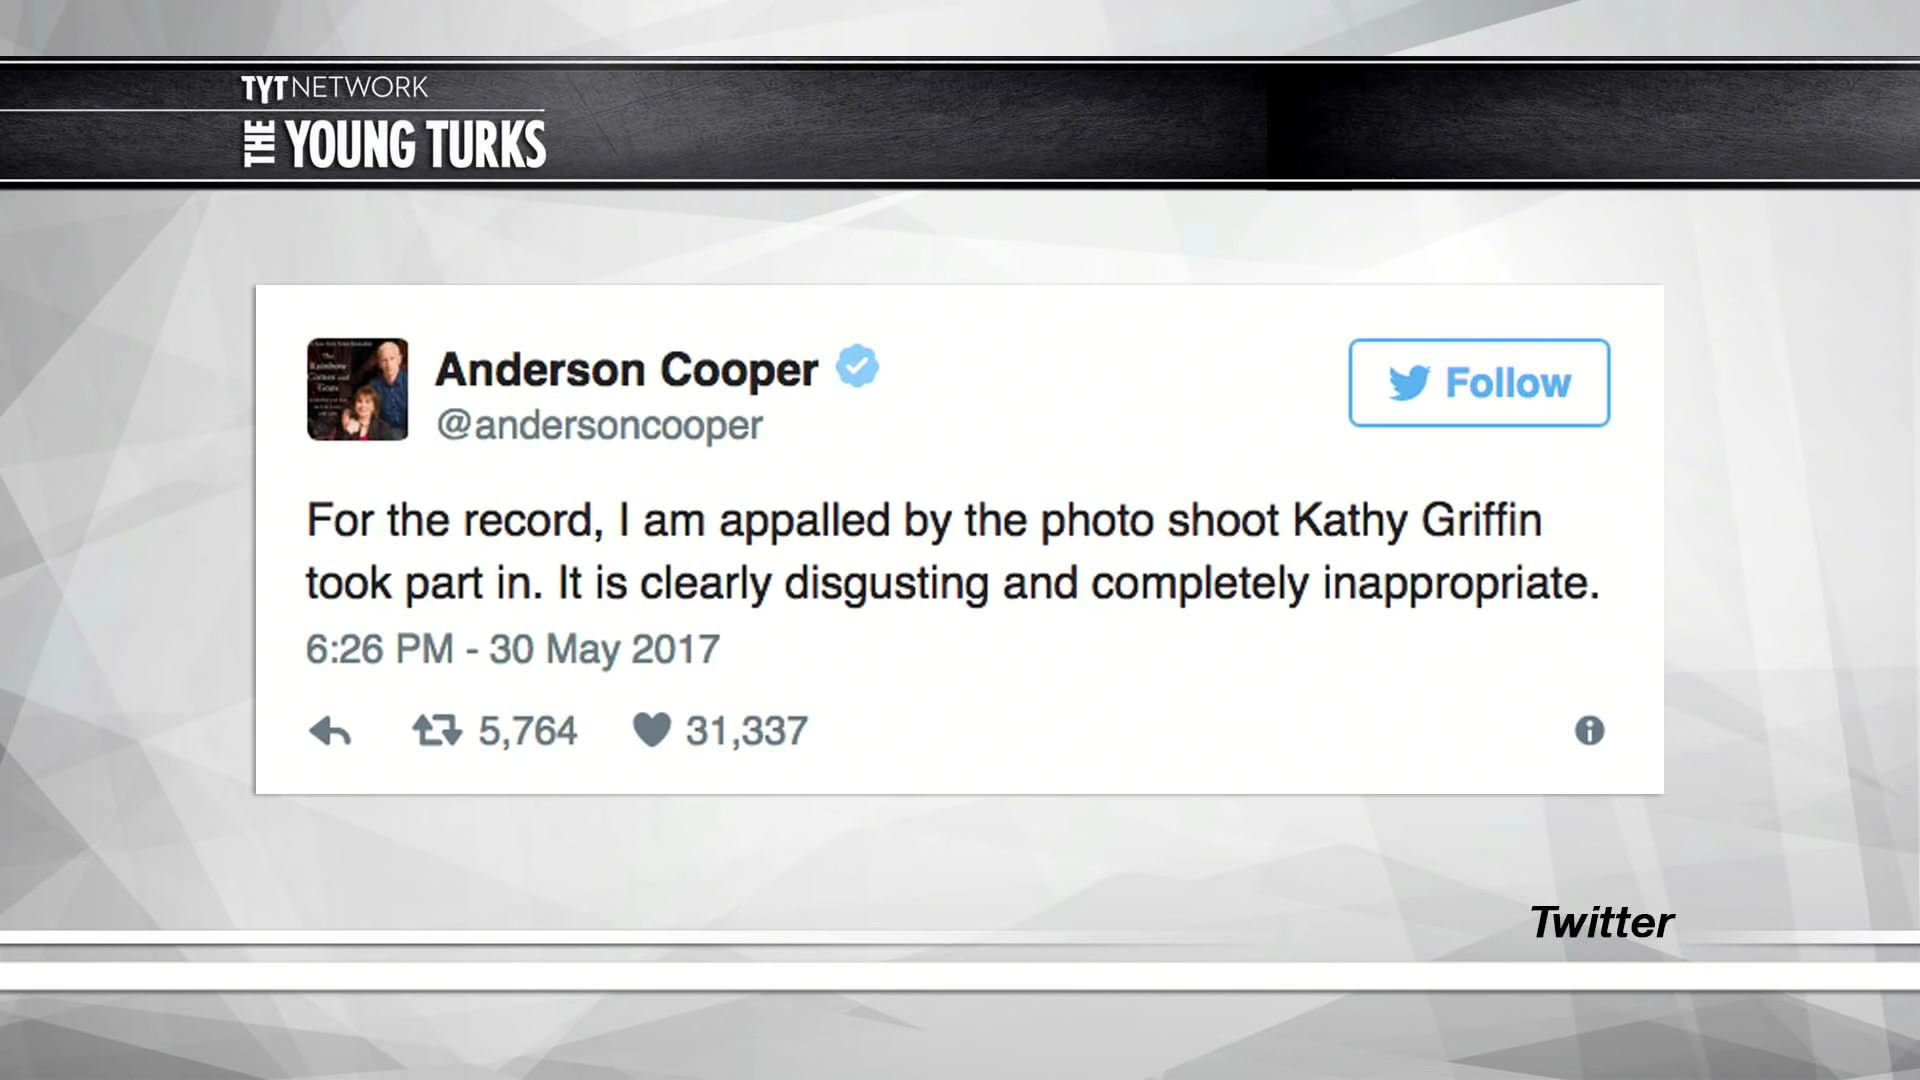 TYT NETWORK
THE YOUNG TURKS
Anderson Cooper
@andersoncooper
Follow
For the record, I am appalled by the photo shoot Kathy Griffin
took part in. It is clearly disgusting and completely inappropriate.
6:26 PM - 30 May 2017
5,764 31,337
Twitter